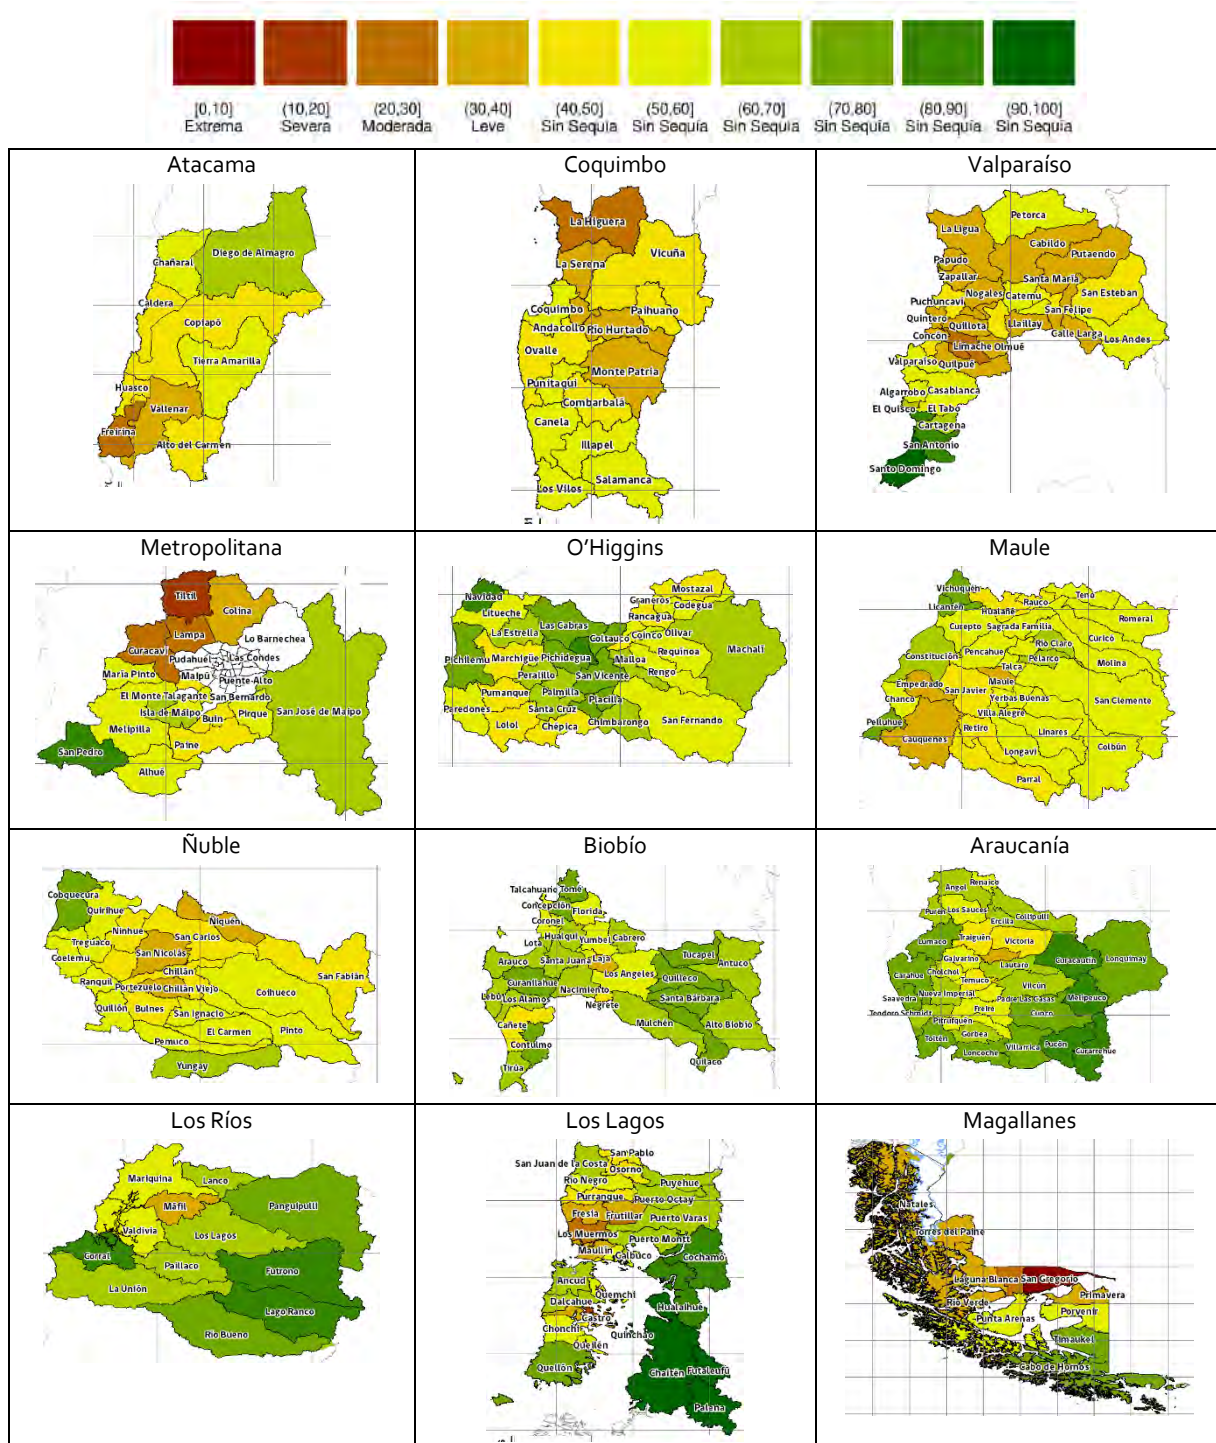 [0,10] (10,20] (20,30] (30,40] (40,50] (50,60] (60,70] (70,80] (80,90] (90,100]
Extrema Severa Moderada Leve Sin Sequia Sin Sequia Sin Sequia Sin Sequia Sin Sequia Sin Sequia
Atacama
Diego de Almagro
Chañaral
Caldera
Copiapó
Tierra Amarilla
Huasco
Vallenar
Freirina
Alto del Carmen
Coquimbo
La Higuera
Vicuña
La Serena
Coquimbo
Paihuano
Andacollo
Río Hurtado
Ovalle
Monte Patria
Punitaqui
Combarbalá
Canela
Illapel
Salamanca
Los Vilos
Valparaíso
Petorca
La Ligua
Cabildo
Putaendo
Papudo
Zapallar
Santa María
San Esteban
Nogales
Catemu
Puchuncaví
San Felipe
Quintero
Quillota
Llaillay
Calle Larga
Los Andes
Concón
Limache
Olmué
Valparaíso
Quilpué
Algarrobo
Casablanca
El Quisco
El Tabo
Cartagena
San Antonio
Santo Domingo
Metropolitana
Tiltil
Colina
Lampa
Lo Barnechea
Curacaví
Pudahuel
Las Condes
María Pinto
Maipú
Puente Alto
El Monte
Talagante
San Bernardo
Isla de Maipo
San José de Maipo
Buin
Pirque
Melipilla
San Pedro
Paine
Alhué
O’Higgins
Navidad
Mostazal
Graneros
Codegua
Litueche
Rancagua
Las Cabras
La Estrella
Coltauco
Coinco
Olivar
Machalí
Requinoa
Pichilemu
Marchigüe
Pichidegua
Malloa
Rengo
Peralillo
San Vicente
Pumanque
Palmilla
Placilla
Paredones
Santa Cruz
San Fernando
Lolol
Chépica
Chimbarongo
Maule
Vichuquén
Teno
Rauco
Licantén
Hualañé
Romeral
Curepto
Sagrada Familia
Río Claro
Curicó
Constitución
Pencahue
Pelarco
Molina
Talca
Empedrado
Maule
San Javier
Yerbas Buenas
San Clemente
Chanco
Villa Alegre
Pelluhue
Retiro
Linares
Cauquenes
Longaví
Colbún
Parral
Ñuble
Cobquecura
Quirihue
Ñiquén
Ninhue
San Carlos
Treguaco
San Nicolás
Coelemu
Chillán
San Fabián
Ranquil
Portezuelo
Chillán Viejo
Coihueco
Quillón
Bulnes
San Ignacio
El Carmen
Pinto
Pemuco
Yungay
Biobío
Talcahuano
Tomé
Concepción
Florida
Coronel
Hualqui
Yumbel
Cabrero
Lota
Tucapel
Arauco
Santa Juana
Laja
Antuco
Los Angeles
Quilleco
Curanilahue
Nacimiento
Lebu
Los Alamos
Negrete
Santa Bárbara
Cañete
Mulchén
Alto Biobío
Contulmo
Quilaco
Tirúa
Araucanía
Renaico
Angol
Purén
Los Sauces
Collipulli
Ercilla
Traiguén
Victoria
Lumaco
Curacautín
Lonquimay
Galvarino
Lautaro
Carahue
Cholchol
Temuco
Vilcún
Nueva Imperial
Melipeuco
Saavedra
Padre Las Casas
Teodoro Schmidt
Freire
Cunco
Pitrufquén
Toltén
Gorbea
Pucón
Villarrica
Curarrehue
Loncoche
Los Ríos
Mariquina
Lanco
Máfil
Panguipulli
Valdivia
Los Lagos
Corral
Paillaco
Futrono
La Unión
Lago Ranco
Río Bueno
Los Lagos
San Pablo
San Juan de la Costa
Osorno
Río Negro
Puyehue
Purranque
Puerto Octay
Fresia
Frutillar
Puerto Varas
Los Muermos
Puerto Montt
Maullín
Calbuco
Cochamó
Ancud
Quemchi
Dalcahue
Hualaihué
Castro
Chonchi
Quinchao
Queilén
Quellón
Chaitén
Futaleufú
Palena
Magallanes
Natales
Torres del Paine
Laguna Blanca
San Gregorio
Primavera
Río Verde
Porvenir
Punta Arenas
Timaukel
Cabo de Hornos